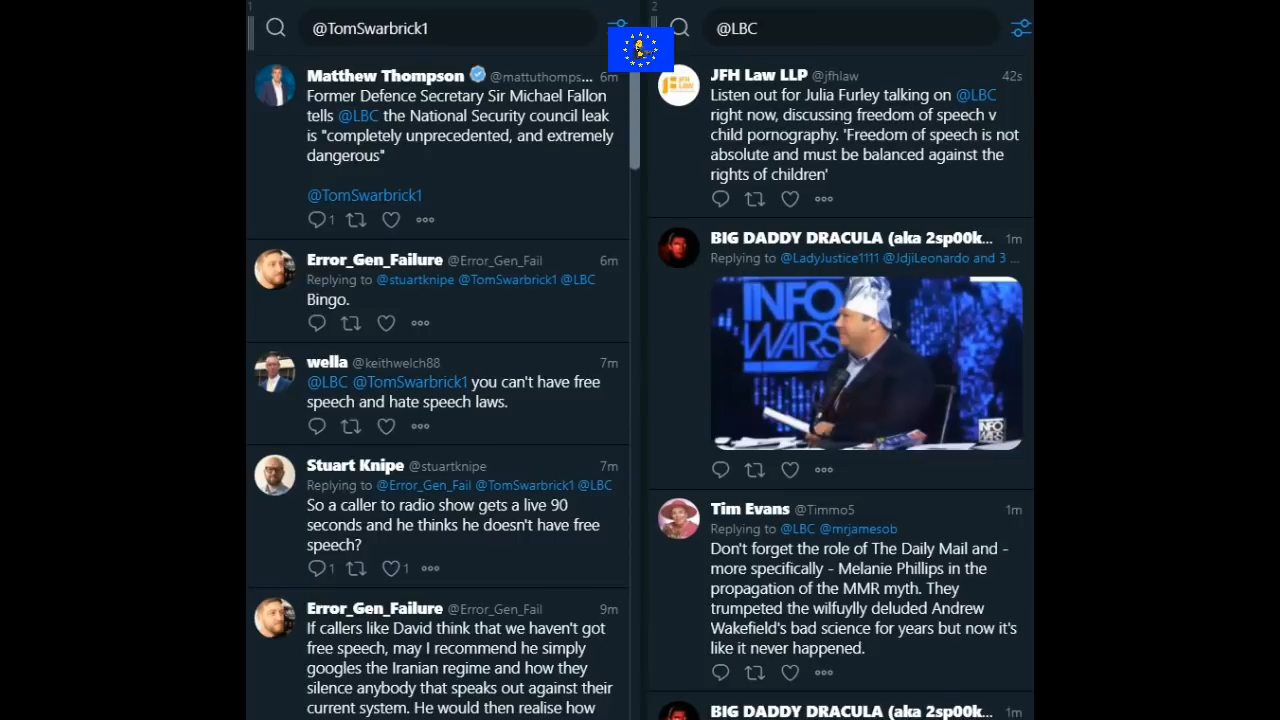 1
@TomSwarbrick1
Matthew Thompson @mattuthomps... 6m
Former Defence Secretary Sir Michael Fallon
tells @LBC the National Security council leak
is "completely unprecedented, and extremely
dangerous"
@TomSwarbrick1
1
Error_Gen_Failure @Error_Gen_Fail 6m
Replying to @stuartknipe @TomSwarbrick1 @LBC
Bingo.
wella @keithwelch88 7m
@LBC @TomSwarbrick1 you can't have free
speech and hate speech laws.
Stuart Knipe @stuartknipe 7m
Replying to @Error_Gen_Fail @TomSwarbrick1 @LBC
So a caller to radio show gets a live 90
seconds and he thinks he doesn't have free
speech?
1 1
Error_Gen_Failure @Error_Gen_Fail 9m
If callers like David think that we haven't got
free speech, may I recommend he simply
googles the Iranian regime and how they
silence anybody that speaks out against their
current system. He would then realise how
2
@LBC
JFH Law LLP @jfhlaw 42s
Listen out for Julia Furley talking on @LBC
right now, discussing freedom of speech v
child pornography. 'Freedom of speech is not
absolute and must be balanced against the
rights of children'
BIG DADDY DRACULA (aka 2sp00k... 1m
Replying to @LadyJustice1111 @JdjiLeonardo and 3 ...
INFO
WARS
INFO
WARS
Tim Evans @Timmo5 1m
Replying to @LBC @mrjamesob
Don't forget the role of The Daily Mail and -
more specifically - Melanie Phillips in the
propagation of the MMR myth. They
trumpeted the wilfuylly deluded Andrew
Wakefield's bad science for years but now it's
like it never happened.
BIG DADDY DRACULA (aka 2sp00k... 1m